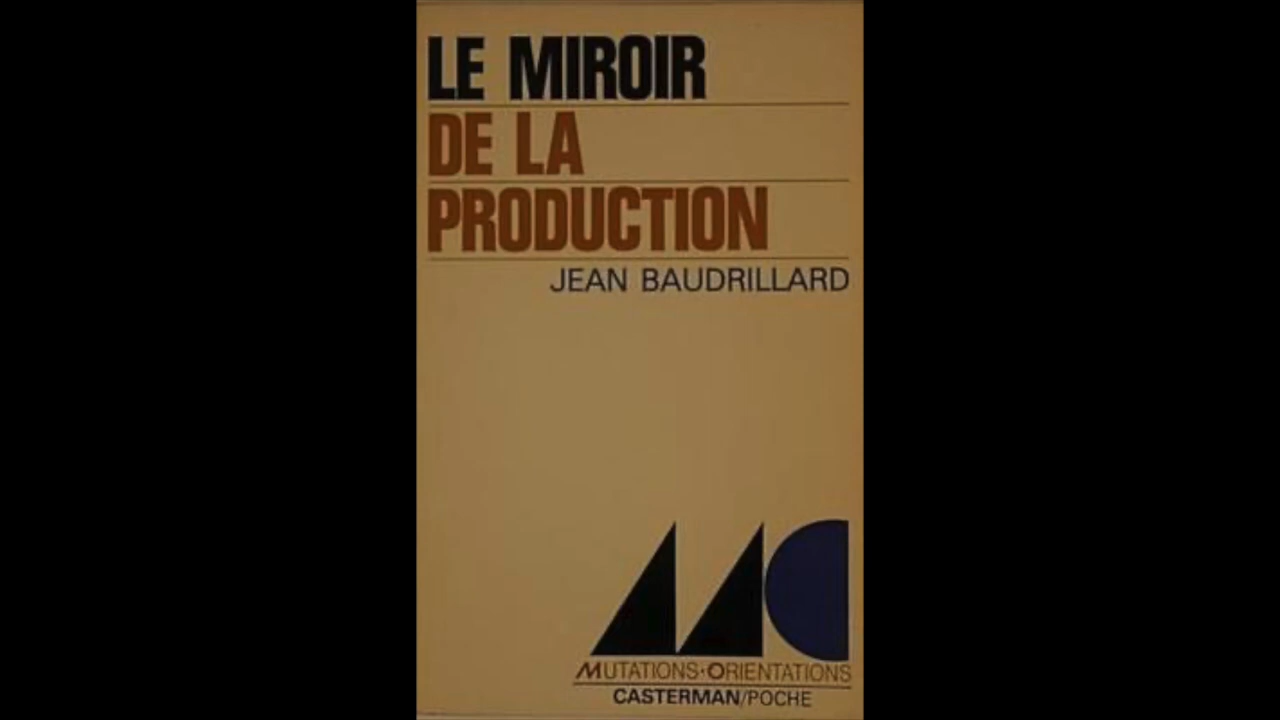 LE MIROIR
DE LA
PRODUCTION
JEAN BAUDRILLARD
MUTATIONS·ORIENTATIONS
CASTERMAN/POCHE